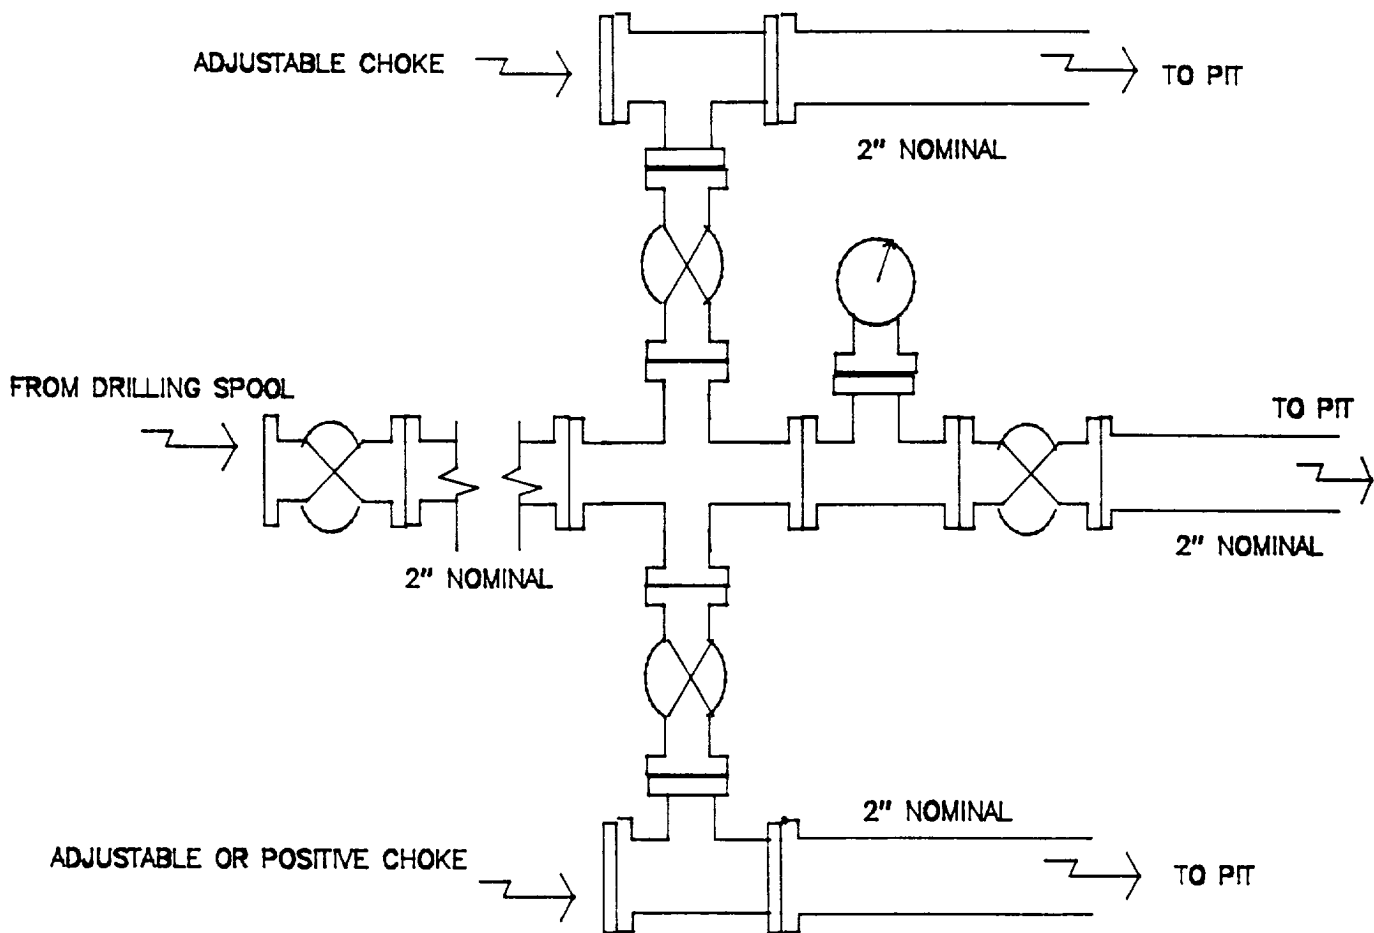 ADJUSTABLE CHOKE
TO PIT
2" NOMINAL
FROM DRILLING SPOOL
TO PIT
2" NOMINAL
2" NOMINAL
2" NOMINAL
ADJUSTABLE OR POSITIVE CHOKE
TO PIT